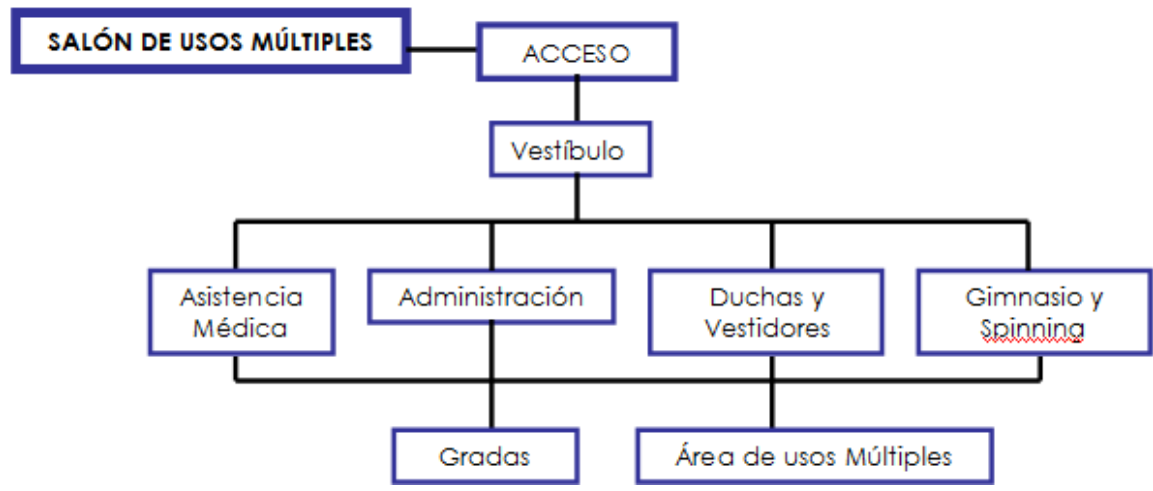 SALÓN DE USOS MÚLTIPLES
ACCESO
Vestíbulo
Asistencia
Médica
Administración
Duchas y
Vestidores
Gimnasio y
Spinning
Gradas
Área de usos Múltiples